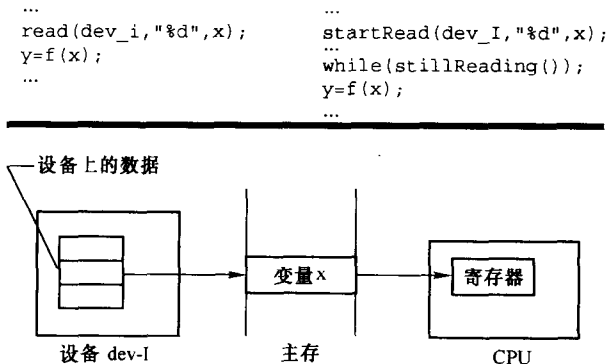 ...
read(dev_i,"%d",x);
y=f(x);
...
...
startRead(dev_I,"%d",x);
...
while(stillReading());
y=f(x);
...
设备上的数据
变量x
寄存器
设备 dev-I
主存
CPU